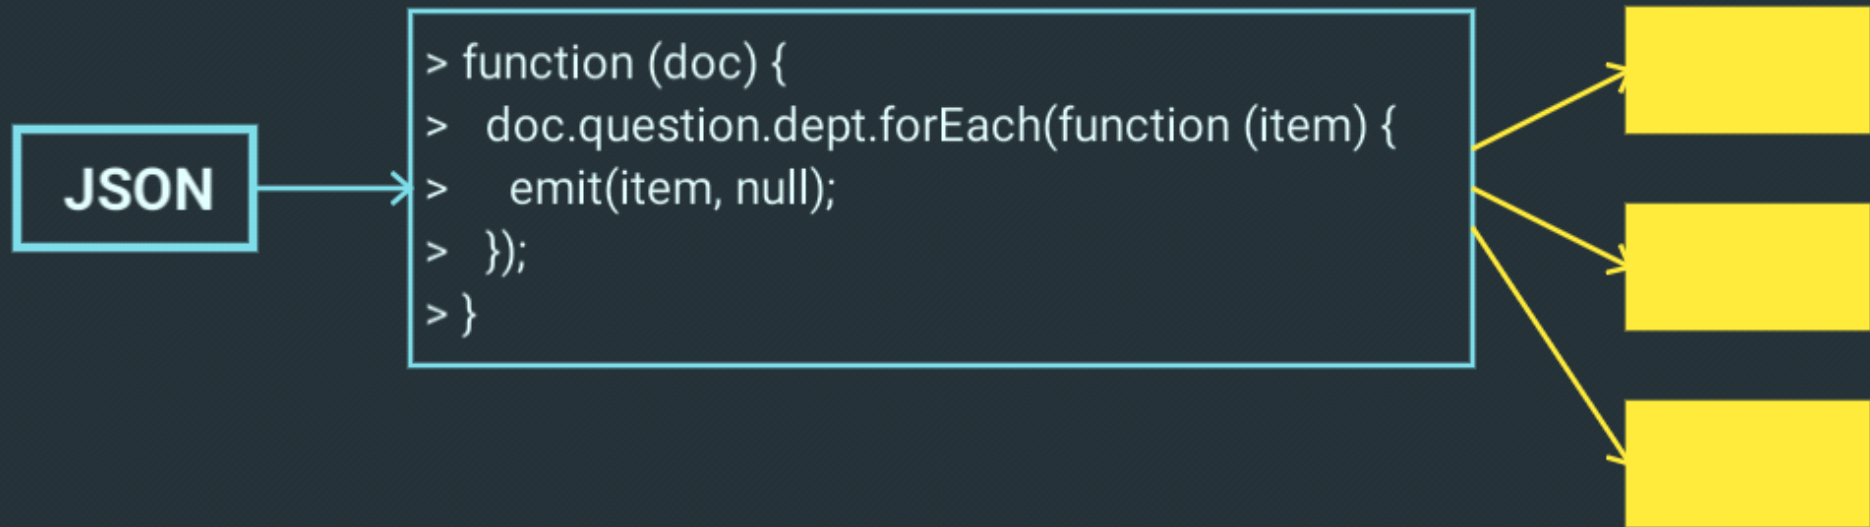 JSON
> function (doc) {
>   doc.question.dept.forEach(function (item) {
>     emit(item, null);
>   });
> }